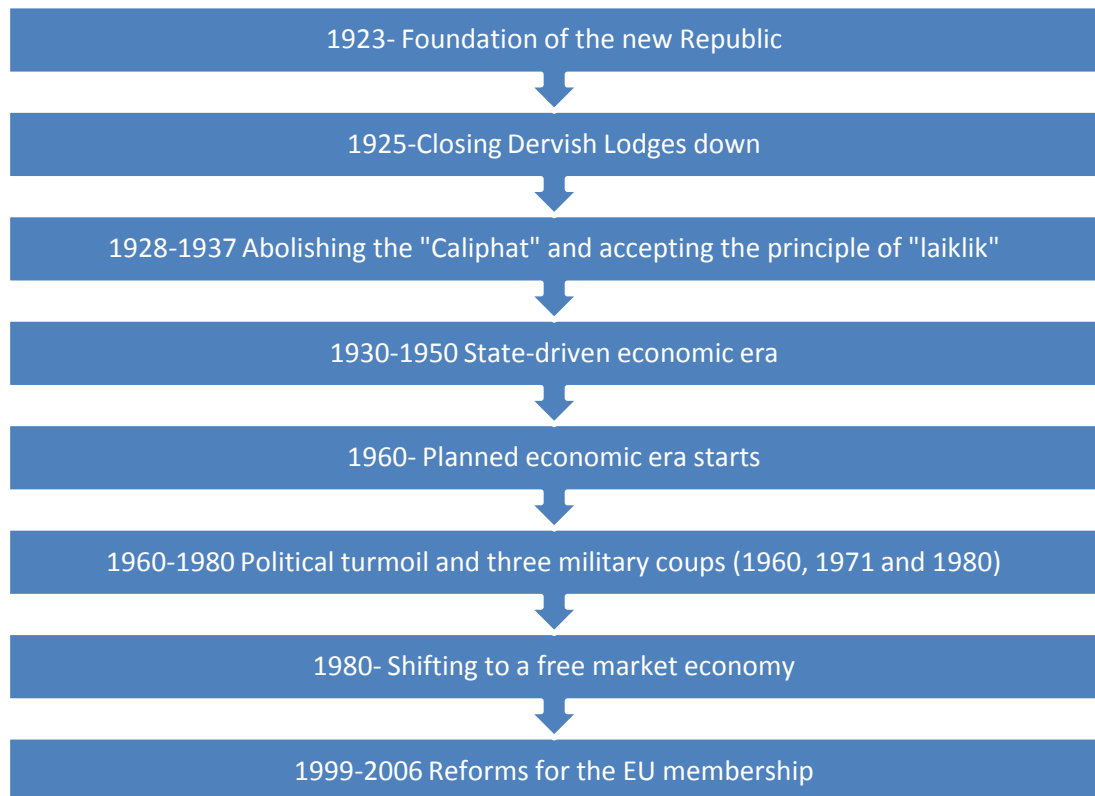 1923- Foundation of the new Republic
1925-Closing Dervish Lodges down
1928-1937 Abolishing the "Caliphat" and accepting the principle of "laiklik"
1930-1950 State-driven economic era
1960- Planned economic era starts
1960-1980 Political turmoil and three military coups (1960, 1971 and 1980)
1980- Shifting to a free market economy
1999-2006 Reforms for the EU membership